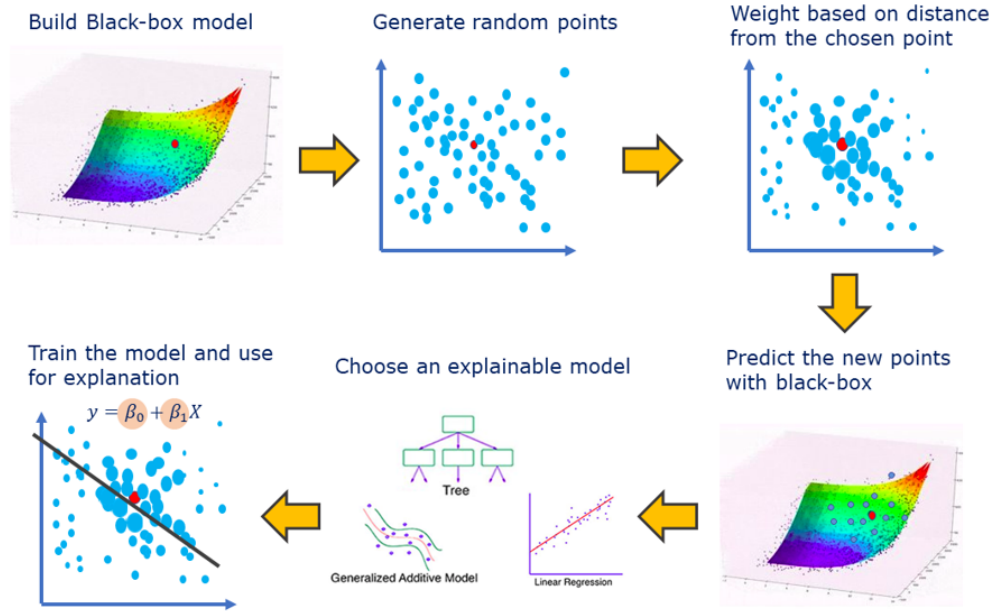 Build Black-box model
Generate random points
Weight based on distance
from the chosen point
Predict the new points
with black-box
Choose an explainable model
Tree
Generalized Additive Model
Linear Regression
Train the model and use
for explanation
y = β₀ + β₁X